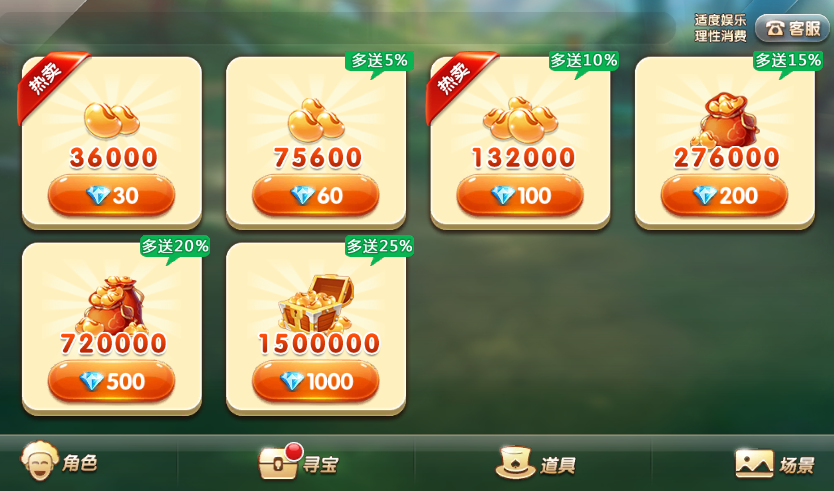 适度娱乐
理性消费
客服
热卖
36000
30
多送5%
75600
60
热卖
多送10%
132000
100
多送15%
276000
200
多送20%
720000
500
多送25%
1500000
1000
角色
寻宝
道具
场景